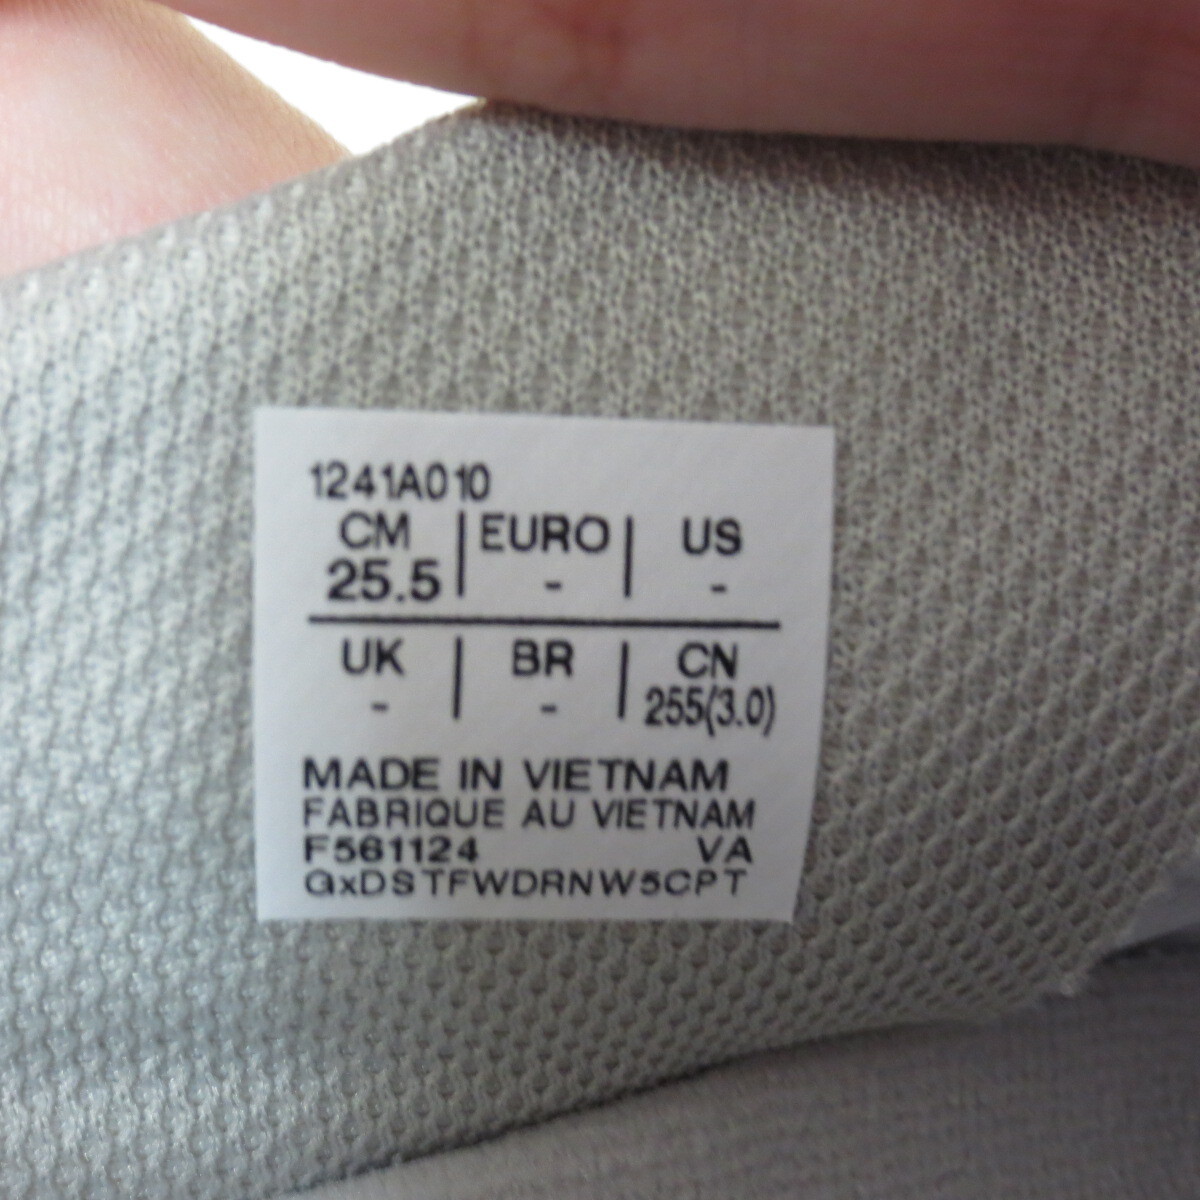 1241A010
CM | EURO | US
25.5 | - | -
UK | BR | CN
- | - | 255(3.0)
MADE IN VIETNAM
FABRIQUE AU VIETNAM
F561124 VA
GxDSTFWDRNW5CPT